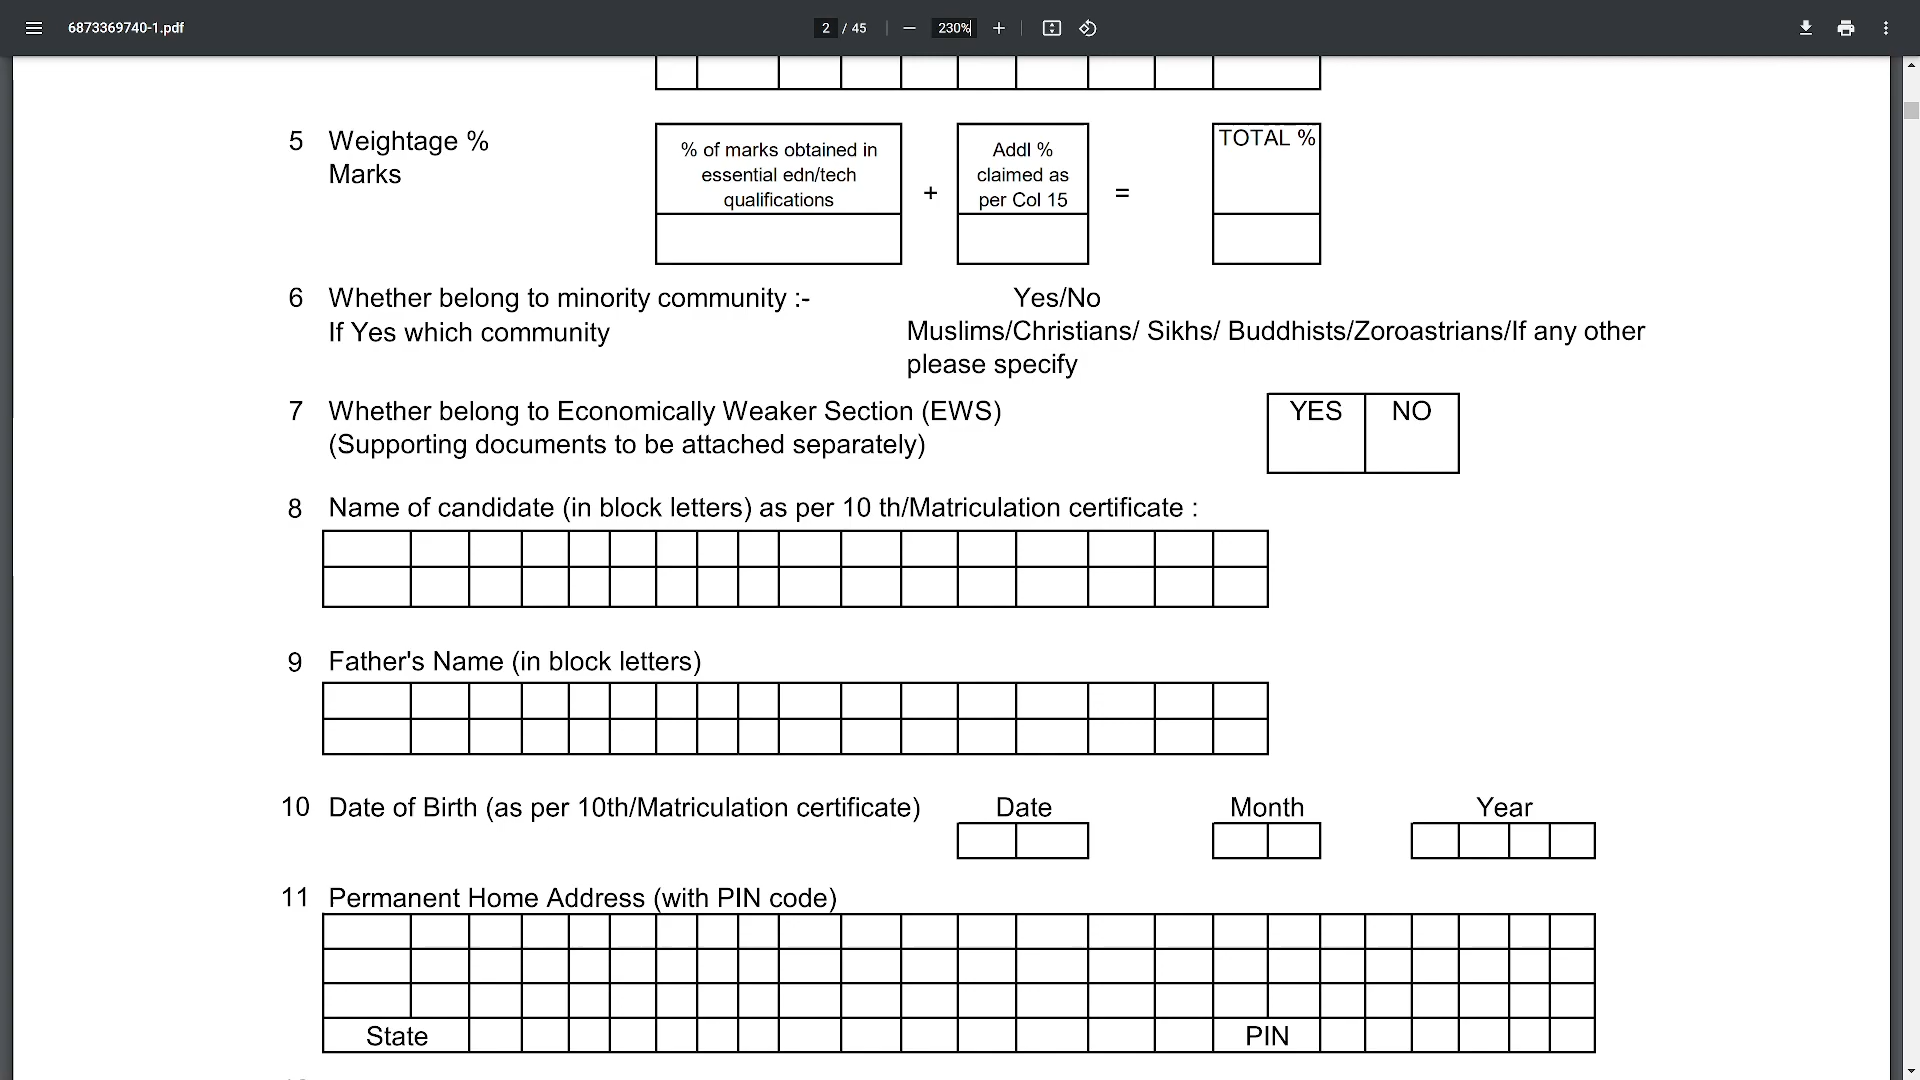 6873369740-1.pdf
2 / 45
230%
5 Weightage %
Marks
% of marks obtained in
essential edn/tech
qualifications
+
Addl %
claimed as
per Col 15
=
TOTAL %
6 Whether belong to minority community :- Yes/No
If Yes which community Muslims/Christians/ Sikhs/ Buddhists/Zoroastrians/If any other
please specify
7 Whether belong to Economically Weaker Section (EWS) YES NO
(Supporting documents to be attached separately)
8 Name of candidate (in block letters) as per 10 th/Matriculation certificate :
9 Father's Name (in block letters)
10 Date of Birth (as per 10th/Matriculation certificate) Date Month Year
11 Permanent Home Address (with PIN code)
State PIN